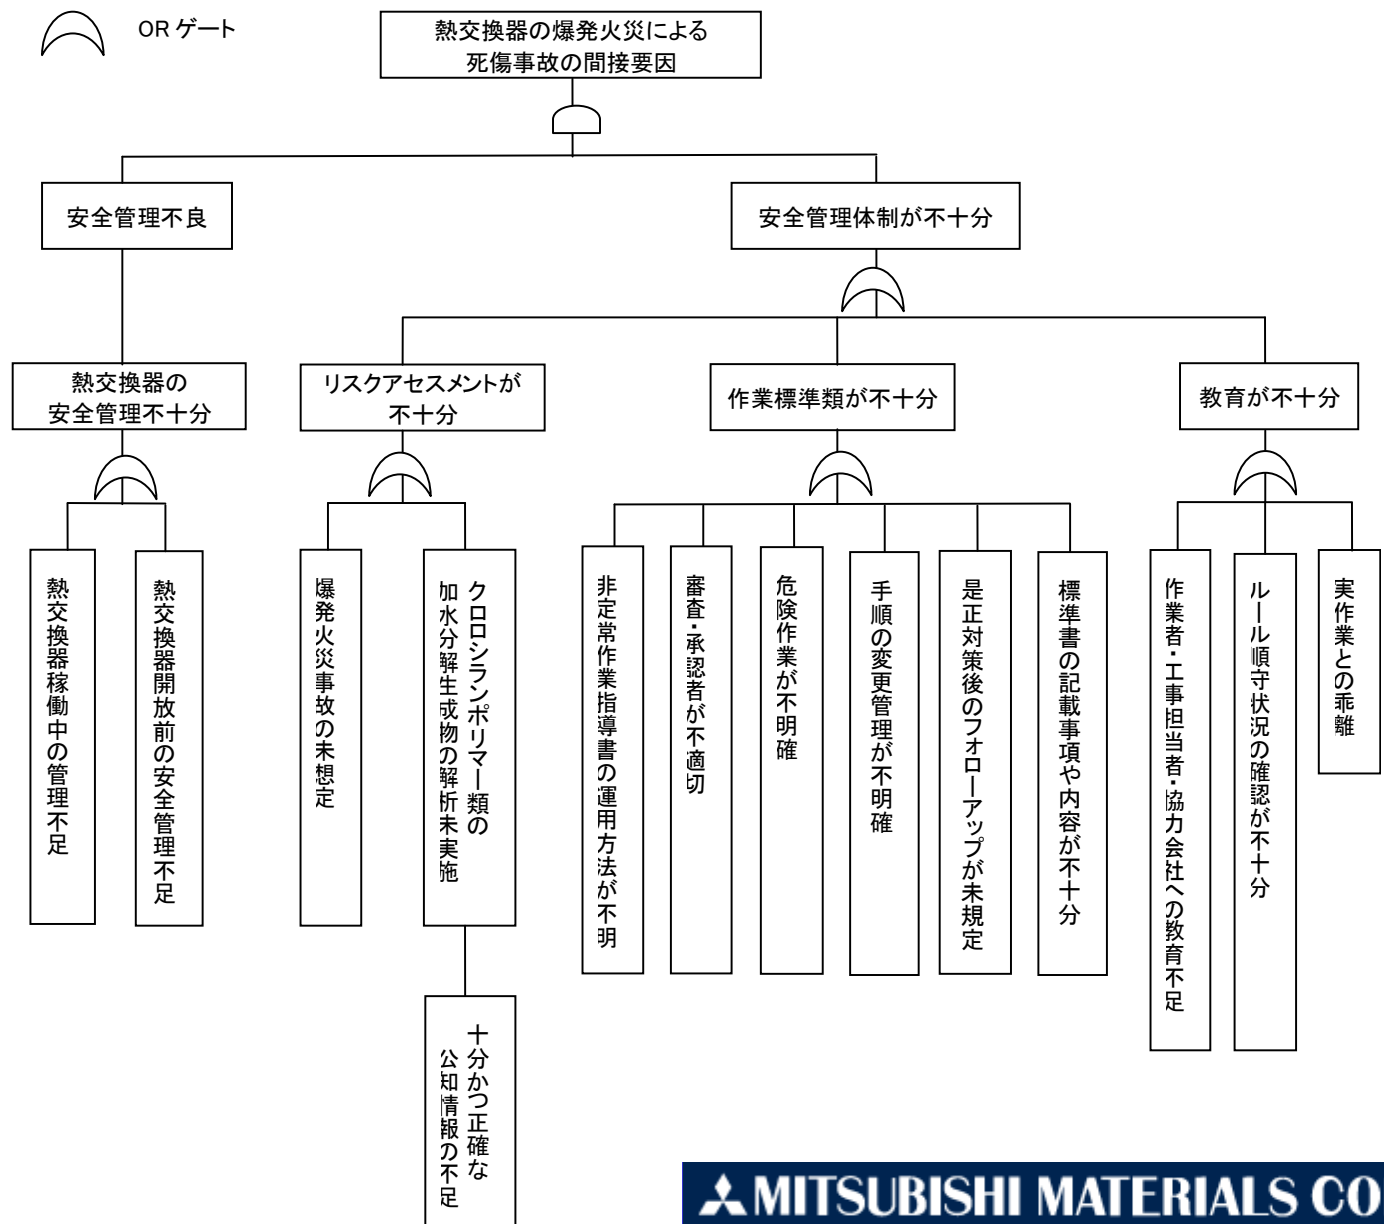 OR ゲート
熱交換器の爆発火災による
死傷事故の間接要因
安全管理不良
安全管理体制が不十分
熱交換器の
安全管理不十分
リスクアセスメントが
不十分
作業標準類が不十分
教育が不十分
熱交換器稼働中の管理不足
熱交換器開放前の安全管理不足
爆発火災事故の未想定
クロロシランポリマー類の
加水分解生成物の解析未実施
非定常作業指導書の運用方法が不明
審査・承認者が不適切
危険作業が不明確
手順の変更管理が不明確
是正対策後のフォローアップが未規定
標準書の記載事項や内容が不十分
作業者・工事担当者・協力会社への教育不足
ルール順守状況の確認が不十分
実作業との乖離
十分かつ正確な
公知情報の不足
MITSUBISHI MATERIALS CO